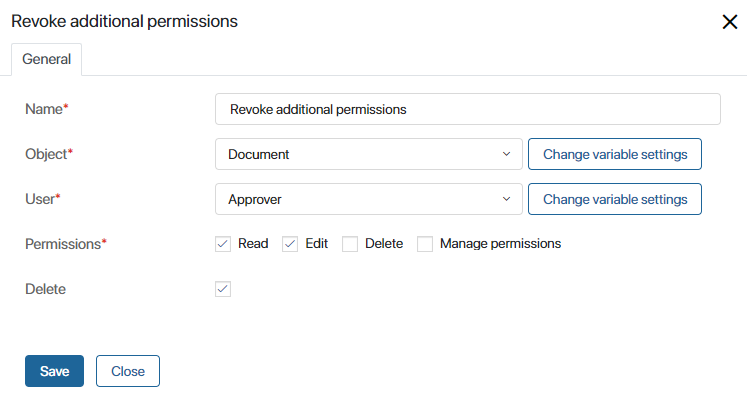 Revoke additional permissions
General
Name* Revoke additional permissions
Object* Document Change variable settings
User* Approver Change variable settings
Permissions* Read Edit Delete Manage permissions
Delete
Save Close